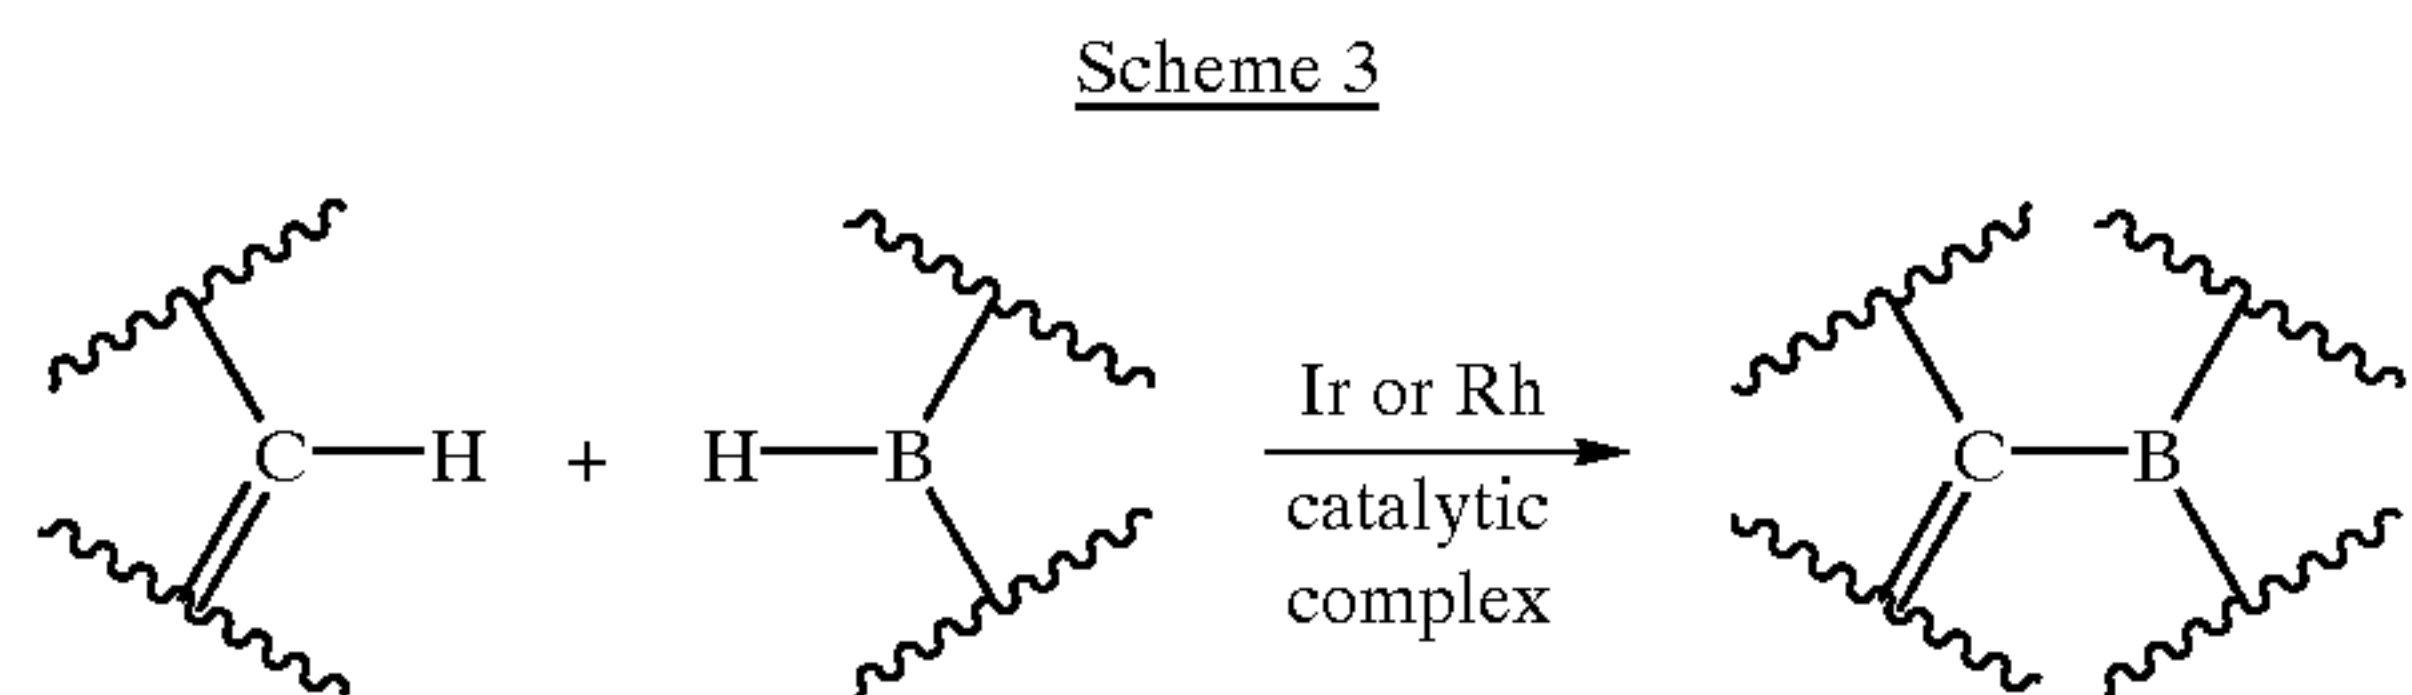 Scheme 3
C H + H B
Ir or Rh
catalytic
complex
C B